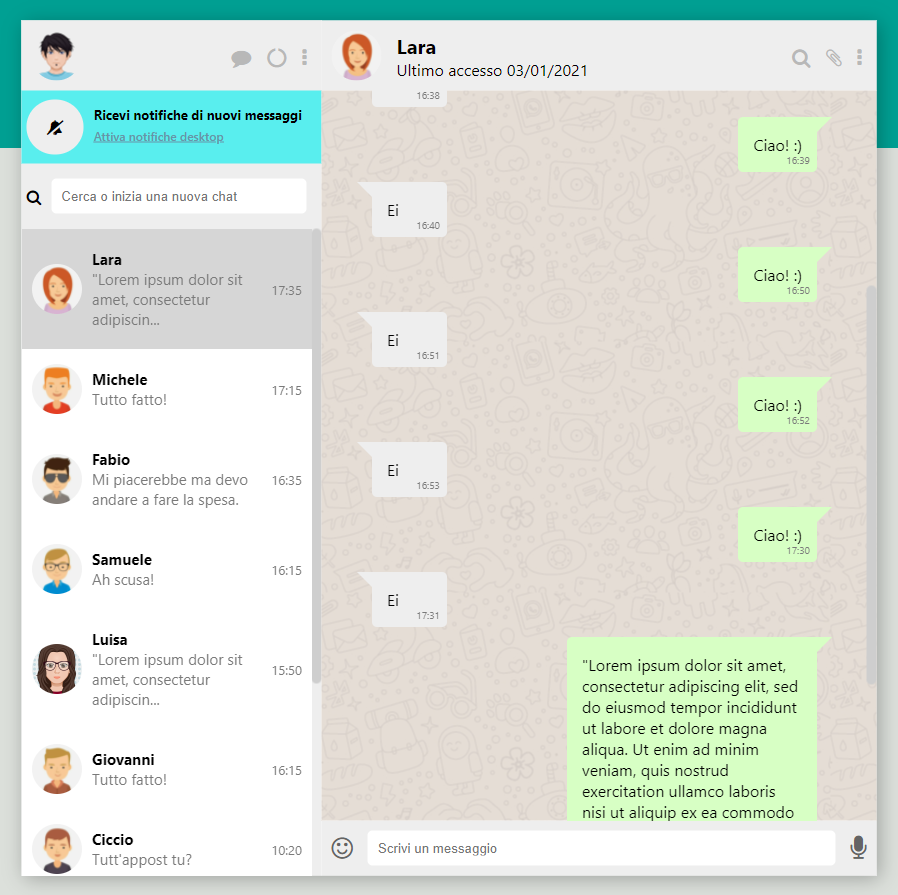 Ricevi notifiche di nuovi messaggi
Attiva notifiche desktop
Cerca o inizia una nuova chat
Lara
"Lorem ipsum dolor sit
amet, consectetur
adipiscin...
17:35
Michele
Tutto fatto!
17:15
Fabio
Mi piacerebbe ma devo
andare a fare la spesa.
16:35
Samuele
Ah scusa!
16:15
Luisa
"Lorem ipsum dolor sit
amet, consectetur
adipiscin...
15:50
Giovanni
Tutto fatto!
16:15
Ciccio
Tutt'appost tu?
10:20
Lara
Ultimo accesso 03/01/2021
16:38
Ciao! :)
16:39
Ei
16:40
Ciao! :)
16:50
Ei
16:51
Ciao! :)
16:52
Ei
16:53
Ciao! :)
17:30
Ei
17:31
"Lorem ipsum dolor sit amet,
consectetur adipiscing elit, sed
do eiusmod tempor incididunt
ut labore et dolore magna
aliqua. Ut enim ad minim
veniam, quis nostrud
exercitation ullamco laboris
nisi ut aliquip ex ea commodo
Scrivi un messaggio